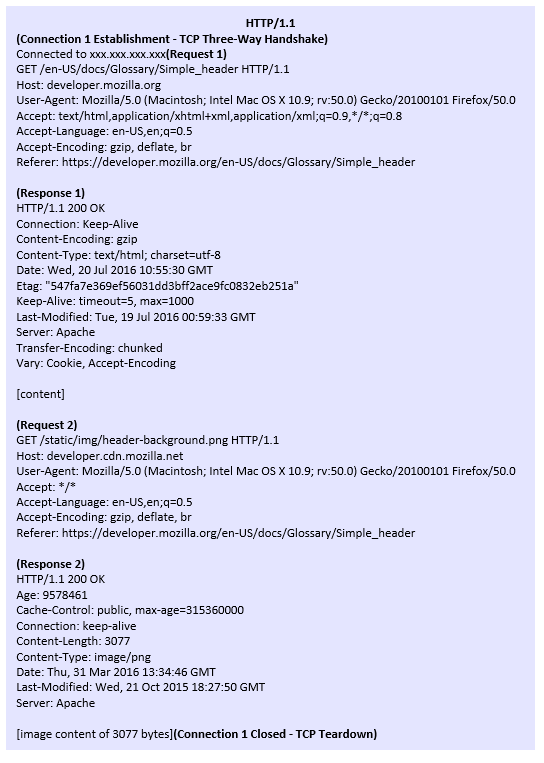 HTTP/1.1
(Connection 1 Establishment - TCP Three-Way Handshake)
Connected to xxx.xxx.xxx.xxx(Request 1)
GET /en-US/docs/Glossary/Simple_header HTTP/1.1
Host: developer.mozilla.org
User-Agent: Mozilla/5.0 (Macintosh; Intel Mac OS X 10.9; rv:50.0) Gecko/20100101 Firefox/50.0
Accept: text/html,application/xhtml+xml,application/xml;q=0.9,*/*;q=0.8
Accept-Language: en-US,en;q=0.5
Accept-Encoding: gzip, deflate, br
Referer: https://developer.mozilla.org/en-US/docs/Glossary/Simple_header
(Response 1)
HTTP/1.1 200 OK
Connection: Keep-Alive
Content-Encoding: gzip
Content-Type: text/html; charset=utf-8
Date: Wed, 20 Jul 2016 10:55:30 GMT
Etag: "547fa7e369ef56031dd3bff2ace9fc0832eb251a"
Keep-Alive: timeout=5, max=1000
Last-Modified: Tue, 19 Jul 2016 00:59:33 GMT
Server: Apache
Transfer-Encoding: chunked
Vary: Cookie, Accept-Encoding
[content]
(Request 2)
GET /static/img/header-background.png HTTP/1.1
Host: developer.cdn.mozilla.net
User-Agent: Mozilla/5.0 (Macintosh; Intel Mac OS X 10.9; rv:50.0) Gecko/20100101 Firefox/50.0
Accept: */*
Accept-Language: en-US,en;q=0.5
Accept-Encoding: gzip, deflate, br
Referer: https://developer.mozilla.org/en-US/docs/Glossary/Simple_header
(Response 2)
HTTP/1.1 200 OK
Age: 9578461
Cache-Control: public, max-age=315360000
Connection: keep-alive
Content-Length: 3077
Content-Type: image/png
Date: Thu, 31 Mar 2016 13:34:46 GMT
Last-Modified: Wed, 21 Oct 2015 18:27:50 GMT
Server: Apache
[image content of 3077 bytes](Connection 1 Closed - TCP Teardown)